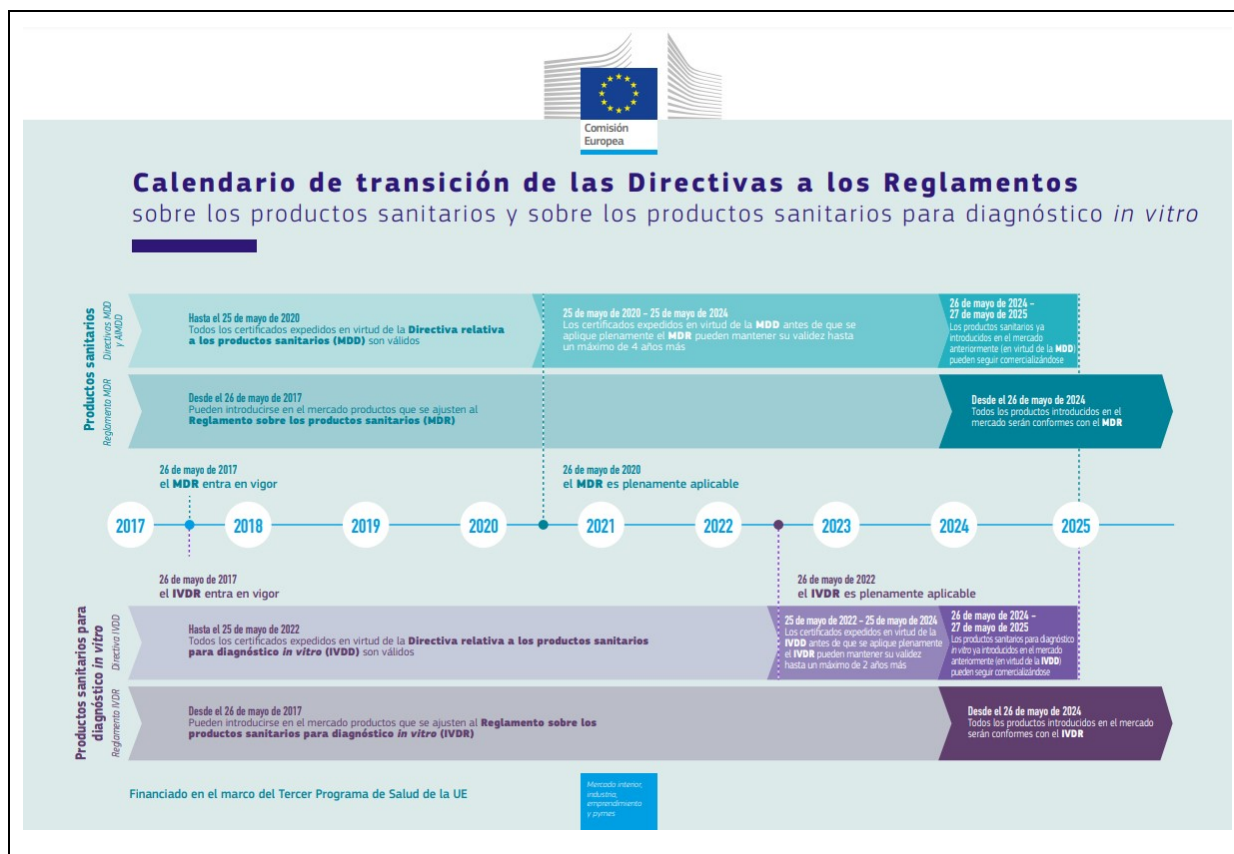 Comisión
Europea
Calendario de transición de las Directivas a los Reglamentos
sobre los productos sanitarios y sobre los productos sanitarios para diagnóstico in vitro
Productos sanitarios
Directivas MDD
y AIMDD
Hasta el 25 de mayo de 2020
Todos los certificados expedidos en virtud de la Directiva relativa
a los productos sanitarios (MDD) son válidos
25 de mayo de 2020 – 25 de mayo de 2024
Los certificados expedidos en virtud de la MDD antes de que se
aplique plenamente el MDR pueden mantener su validez hasta
un máximo de 4 años más
26 de mayo de 2024 –
27 de mayo de 2025
Los productos sanitarios ya
introducidos en el mercado
anteriormente (en virtud de la MDD)
pueden seguir comercializándose
Reglamento MDR
Desde el 26 de mayo de 2017
Pueden introducirse en el mercado productos que se ajusten al
Reglamento sobre los productos sanitarios (MDR)
Desde el 26 de mayo de 2024
Todos los productos introducidos en el
mercado serán conformes con el MDR
26 de mayo de 2017
el MDR entra en vigor
26 de mayo de 2020
el MDR es plenamente aplicable
2017
2018
2019
2020
2021
2022
2023
2024
2025
26 de mayo de 2017
el IVDR entra en vigor
26 de mayo de 2022
el IVDR es plenamente aplicable
Productos sanitarios para
diagnóstico in vitro
Directiva IVDD
Hasta el 25 de mayo de 2022
Todos los certificados expedidos en virtud de la Directiva relativa a los productos sanitarios
para diagnóstico in vitro (IVDD) son válidos
25 de mayo de 2022 – 25 de mayo de 2024
Los certificados expedidos en virtud de la
IVDD antes de que se aplique plenamente
el IVDR pueden mantener su validez
hasta un máximo de 2 años más
26 de mayo de 2024 –
27 de mayo de 2025
Los productos sanitarios para diagnóstico
in vitro ya introducidos en el mercado
anteriormente (en virtud de la IVDD)
pueden seguir comercializándose
Reglamento IVDR
Desde el 26 de mayo de 2017
Pueden introducirse en el mercado productos que se ajusten al Reglamento sobre los
productos sanitarios para diagnóstico in vitro (IVDR)
Desde el 26 de mayo de 2024
Todos los productos introducidos en el mercado
serán conformes con el IVDR
Financiado en el marco del Tercer Programa de Salud de la UE
Mercado interior,
industria,
emprendimiento
y pymes